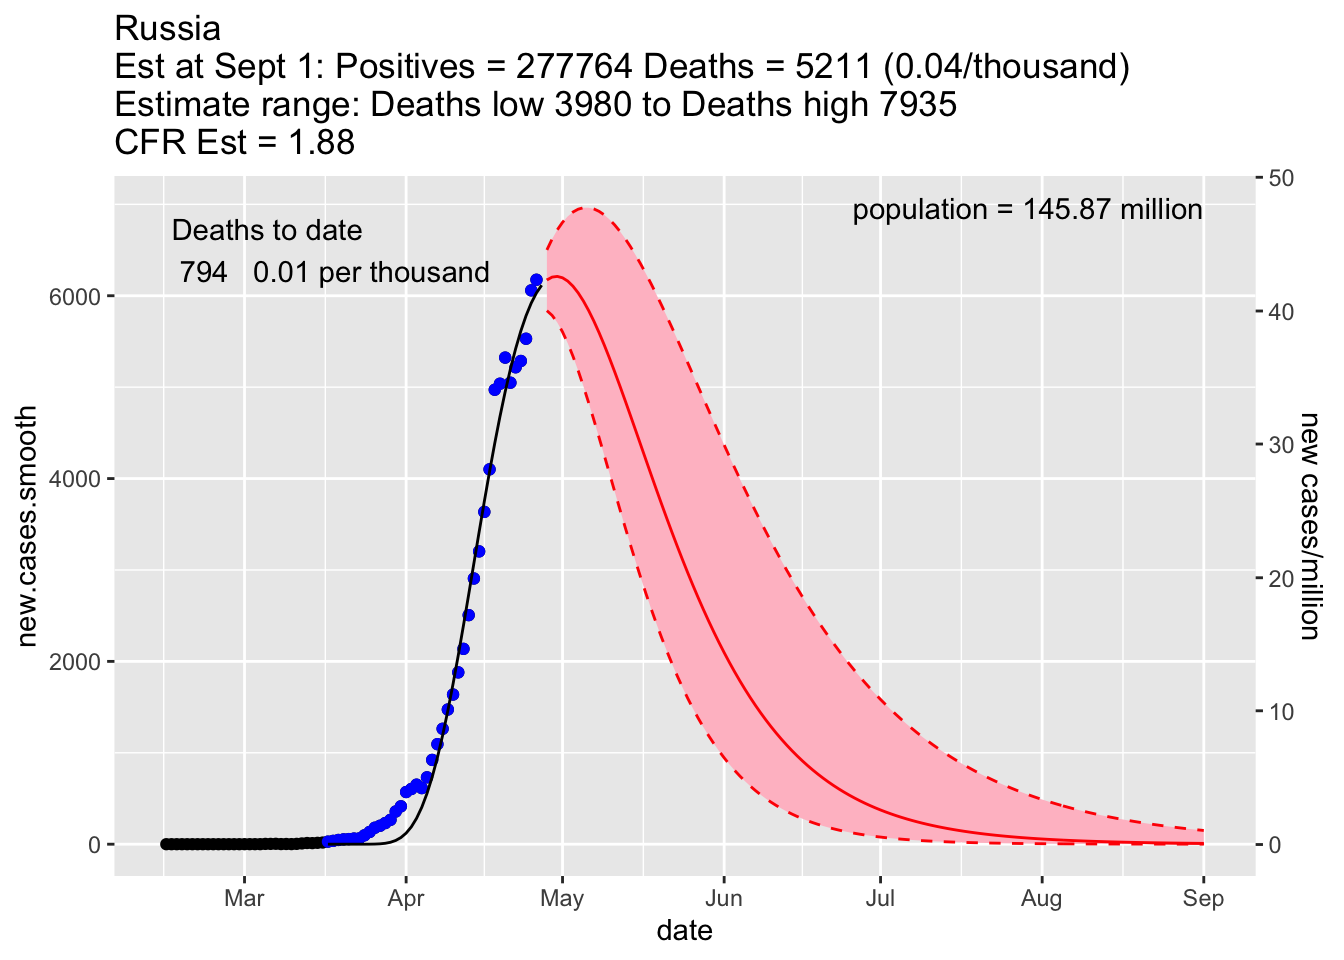 Russia
Est at Sept 1: Positives = 277764 Deaths = 5211 (0.04/thousand)
Estimate range: Deaths low 3980 to Deaths high 7935
CFR Est = 1.88
Deaths to date
794 0.01 per thousand
population = 145.87 million
6000
4000
2000
0
new.cases.smooth
50
40
30
20
10
0
new cases/million
Mar Apr May Jun Jul Aug Sep
date